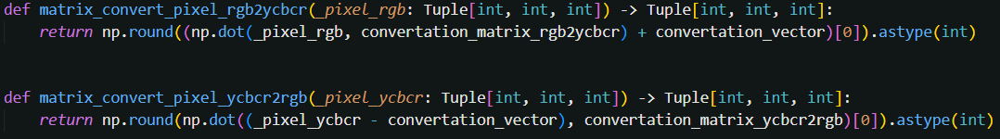 def matrix_convert_pixel_rgb2ycbcr(_pixel_rgb: Tuple[int, int, int]) -> Tuple[int, int, int]:
    return np.round((np.dot(_pixel_rgb, convertation_matrix_rgb2ycbcr) + convertation_vector)[0]).astype(int)
def matrix_convert_pixel_ycbcr2rgb(_pixel_ycbcr: Tuple[int, int, int]) -> Tuple[int, int, int]:
    return np.round(np.dot((_pixel_ycbcr - convertation_vector), convertation_matrix_ycbcr2rgb)[0]).astype(int)